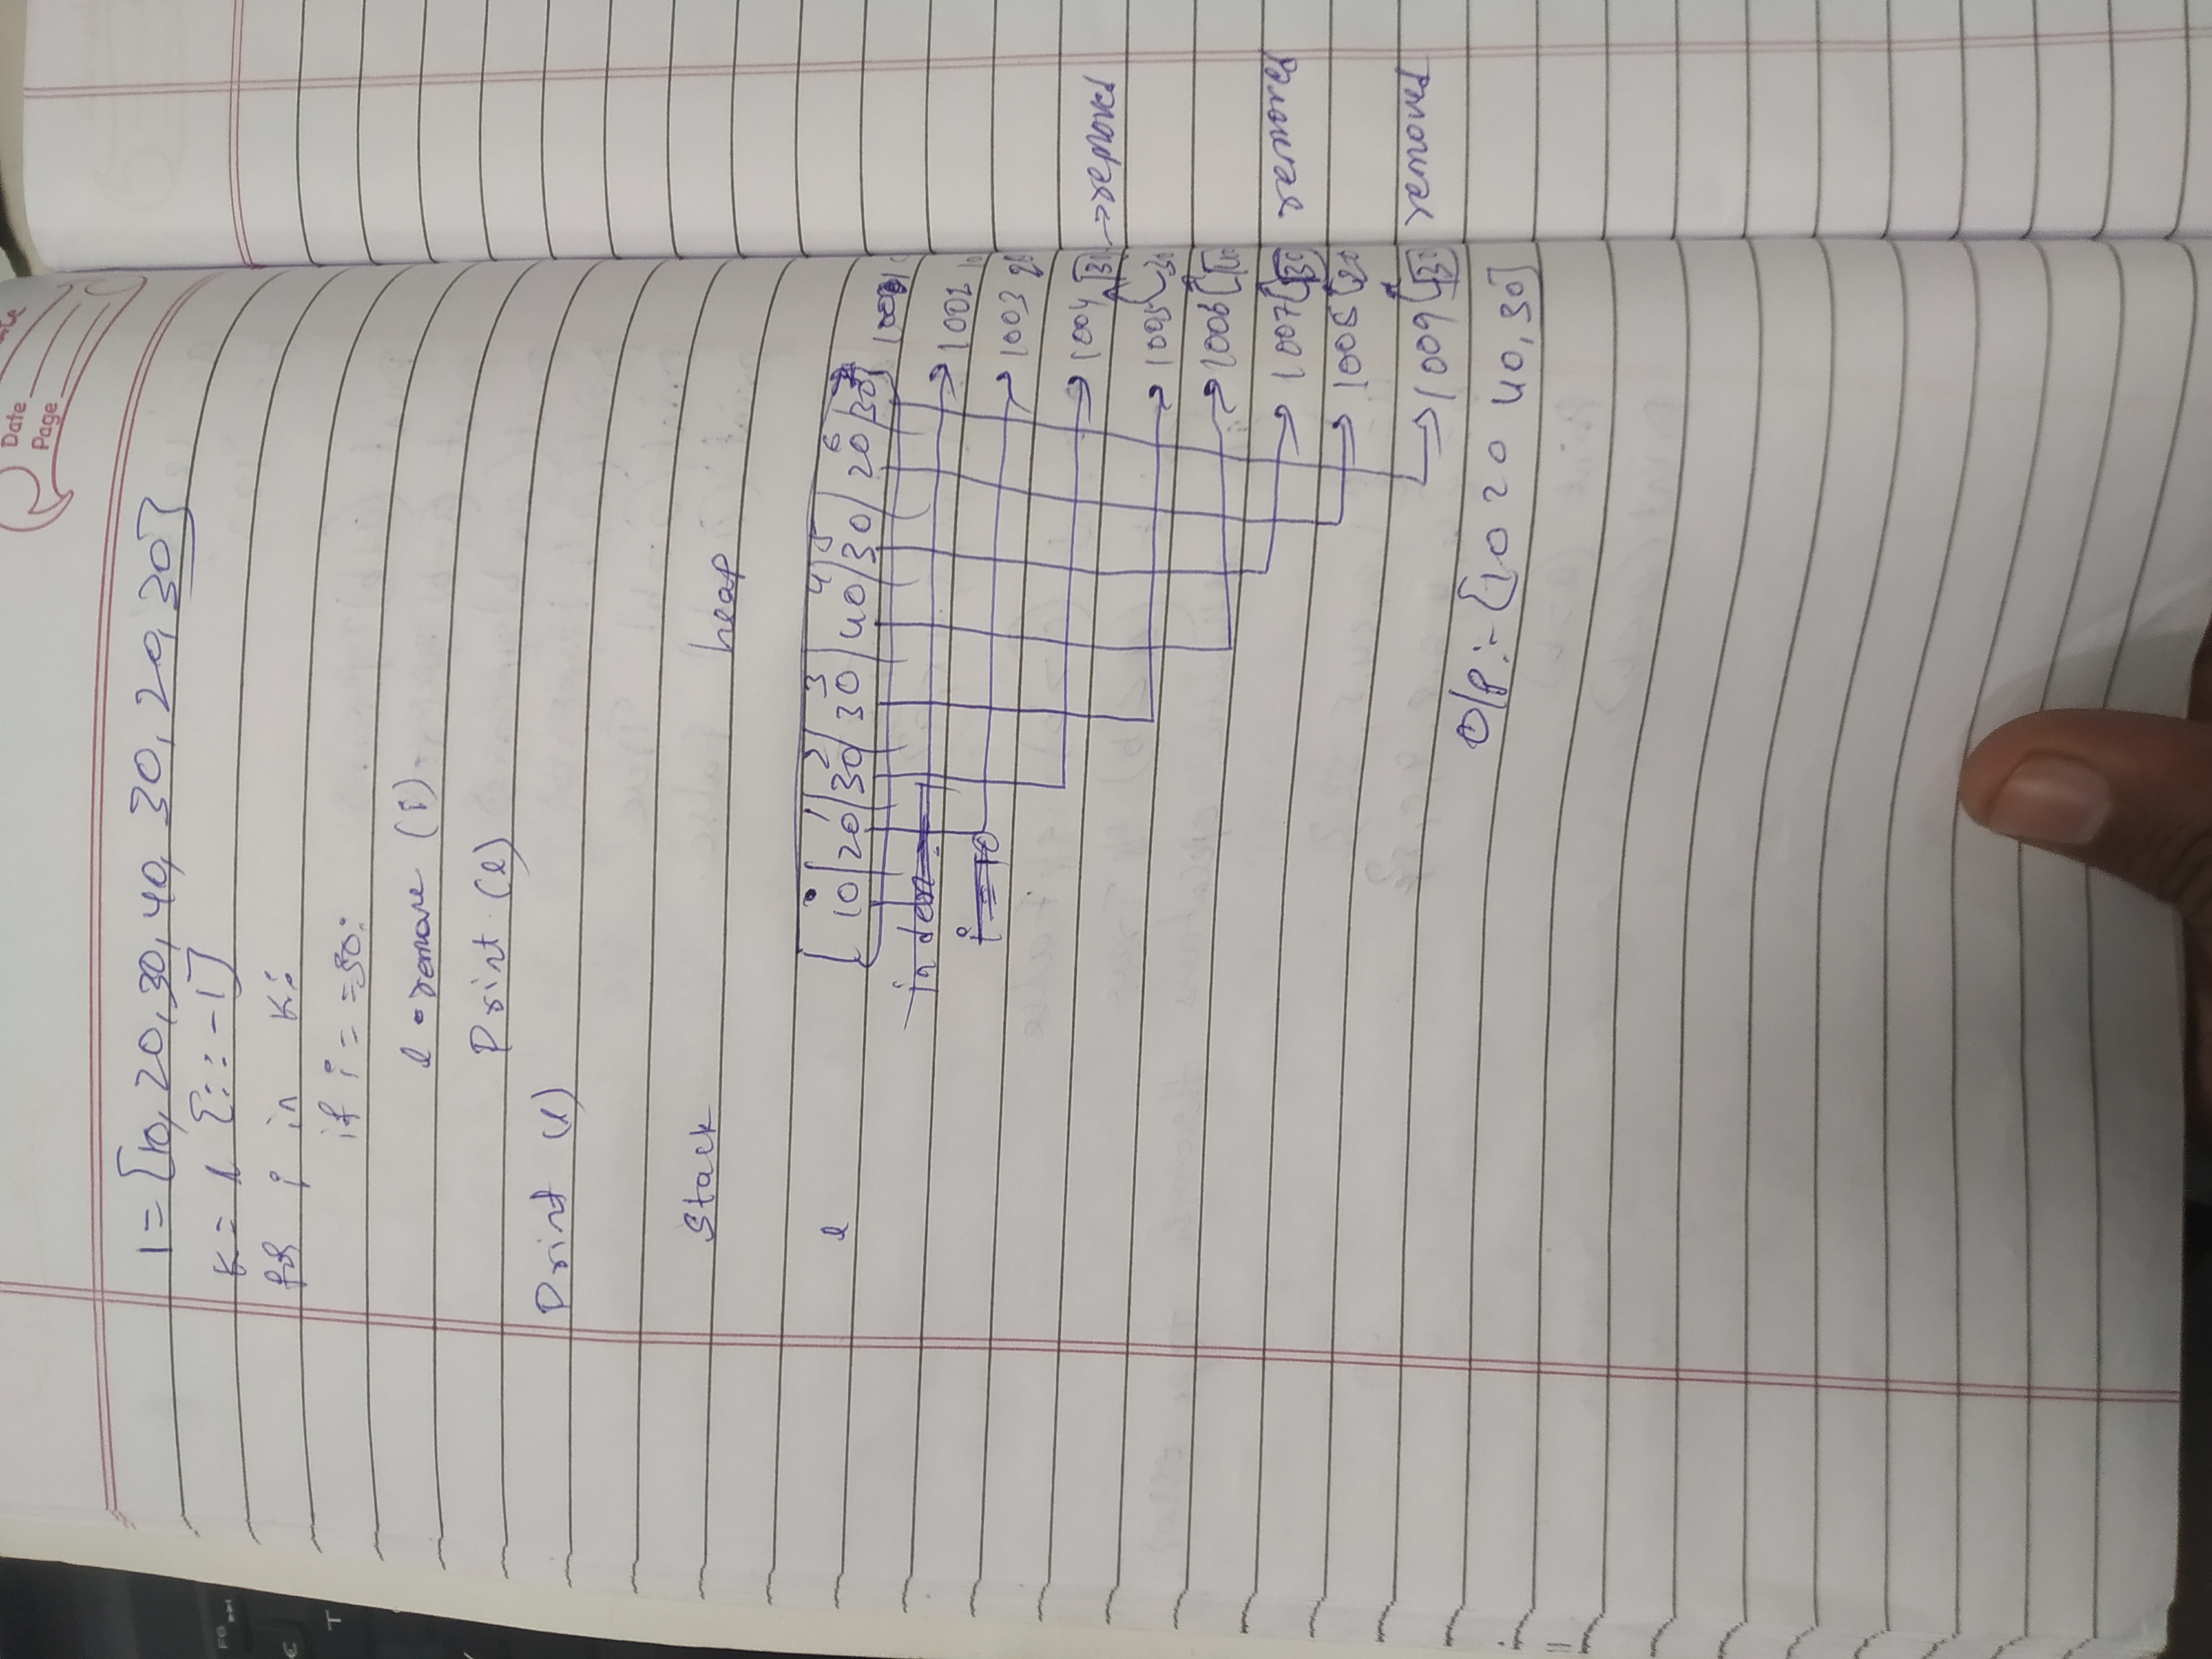 Date
Page
l = [10, 20, 30, 40, 30, 20, 30]
K = l [: : -1]
for i in K:
if i = = 30:
l . remove (i)
Print (l)
Print (l)
Stack heap
0 1 2 3 4 5 6 7
l [10 20 30 30 40 30 20 30]
index = 1 1002
i = 10 1003 20
1004 30 → removed
1005 30
1006 40
1007 30 removed
1008 20
1009 30 removed
O/P :- [10 20 40, 30]